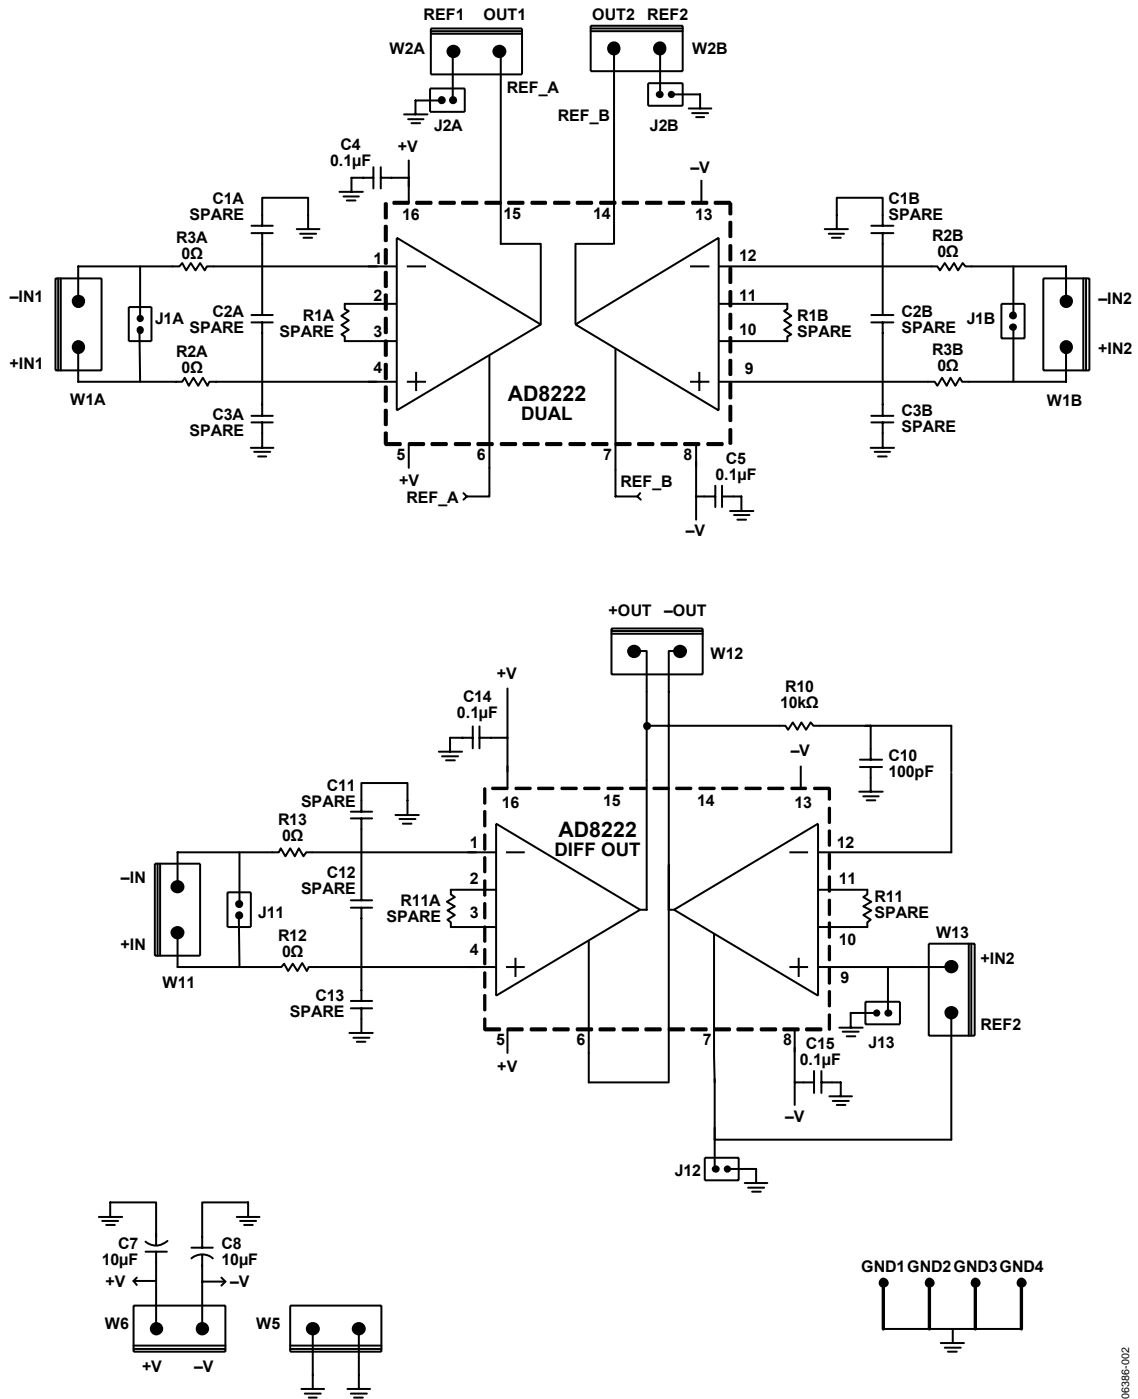 REF1 OUT1
OUT2 REF2
W2A
W2B
REF_A
REF_B
J2A
J2B
C4
0.1µF
+V
–V
16
15
14
13
C1A
SPARE
C1B
SPARE
R3A
0Ω
R2B
0Ω
1
12
–IN1
–IN2
2
11
J1A
C2A
SPARE
R1A
SPARE
R1B
SPARE
C2B
SPARE
J1B
3
10
+IN1
+IN2
R2A
0Ω
R3B
0Ω
4
9
W1A
W1B
AD8222
DUAL
C3A
SPARE
C3B
SPARE
5
6
7
8
+V
C5
0.1µF
REF_A
REF_B
–V
+OUT –OUT
W12
+V
R10
10kΩ
C14
0.1µF
–V
C10
100pF
C11
SPARE
16
15
14
13
R13
0Ω
AD8222
DIFF OUT
1
12
–IN
C12
SPARE
2
11
J11
R11A
SPARE
R11
SPARE
3
10
+IN
R12
0Ω
4
9
W13
+IN2
W11
C13
SPARE
REF2
J13
5
6
7
8
+V
C15
0.1µF
–V
J12
C7
10µF
C8
10µF
+V
–V
W6
W5
+V
–V
GND1 GND2 GND3 GND4
06386-002